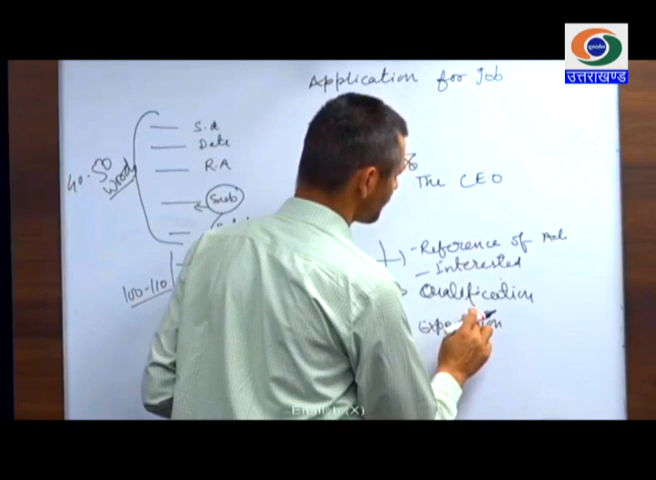 उत्तराखण्ड
Application for Job
S.A
Date
40-50 words
R.A
The CEO
Sub
- Reference of Ad
- Interested
100-110
Qualification
English (X)